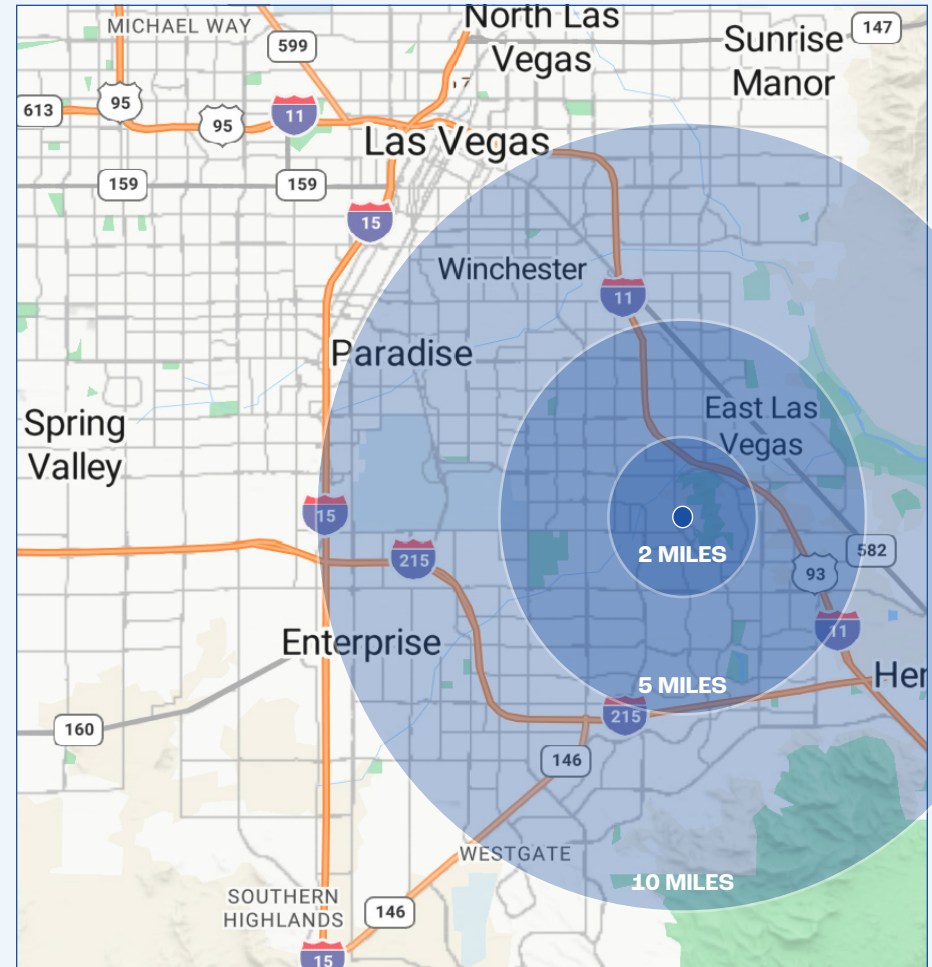 North Las
Vegas
MICHAEL WAY
147
Sunrise
Manor
599
95
613
11
95
Las Vegas
159
159
15
Winchester
11
Paradise
East Las
Vegas
Spring
Valley
15
2 MILES
582
215
93
11
Enterprise
Her
5 MILES
215
160
146
WESTGATE
10 MILES
SOUTHERN
HIGHLANDS
146
15